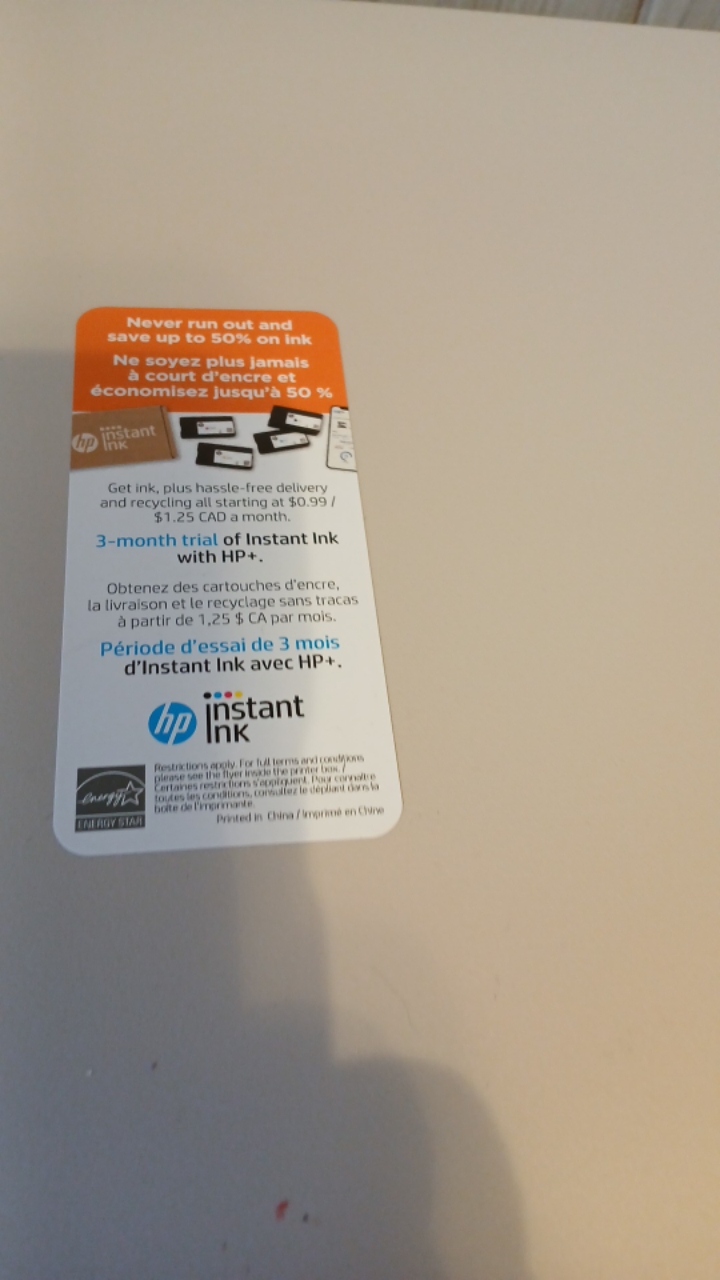 Never run out and
save up to 50% on ink
Ne soyez plus jamais
à court d'encre et
économisez jusqu'à 50 %
hp instant
ink
Get ink, plus hassle-free delivery
and recycling all starting at $0.99 /
$1.25 CAD a month.
3-month trial of Instant Ink
with HP+.
Obtenez des cartouches d'encre,
la livraison et le recyclage sans tracas
à partir de 1,25 $ CA par mois.
Période d'essai de 3 mois
d'Instant Ink avec HP+.
hp instant
ink
energy
ENERGY STAR
Restrictions apply. For full terms and conditions
please see the flyer inside the printer box. /
Certaines restrictions s'appliquent. Pour connaître
toutes les conditions, consultez le dépliant dans la
boîte de l'imprimante.
Printed in China / Imprimé en Chine